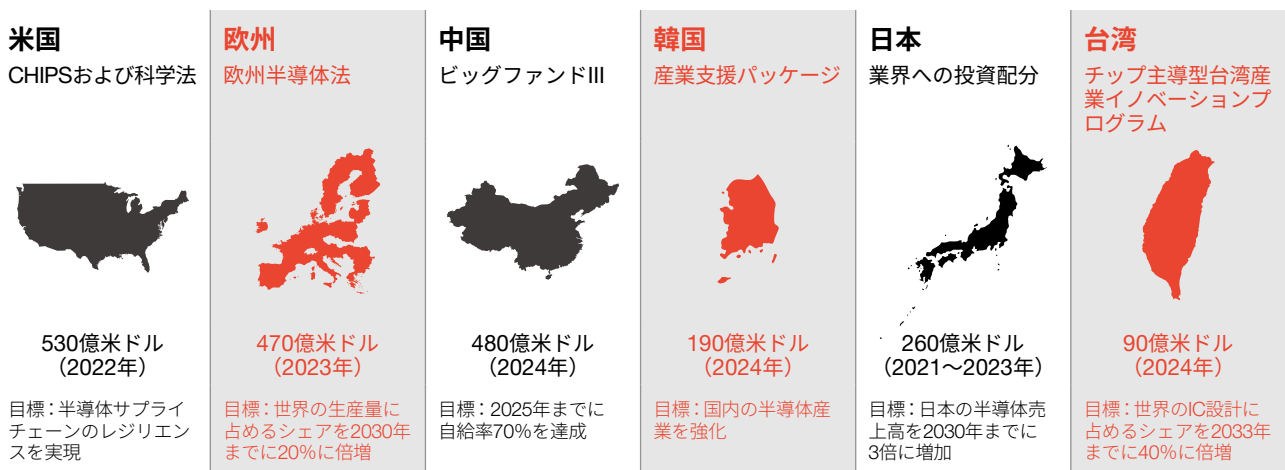 米国
CHIPSおよび科学法
530億米ドル
（2022年）
目標：半導体サプライ
チェーンのレジリエン
スを実現
欧州
欧州半導体法
470億米ドル
（2023年）
目標：世界の生産量に
占めるシェアを2030年
までに20％に倍増
中国
ビッグファンドIII
480億米ドル
（2024年）
目標：2025年までに
自給率70％を達成
韓国
産業支援パッケージ
190億米ドル
（2024年）
目標：国内の半導体産
業を強化
日本
業界への投資配分
260億米ドル
（2021～2023年）
目標：日本の半導体売
上高を2030年までに
3倍に増加
台湾
チップ主導型台湾産
業イノベーションプ
ログラム
90億米ドル
（2024年）
目標：世界のIC設計に
占めるシェアを2033年
までに40％に倍増